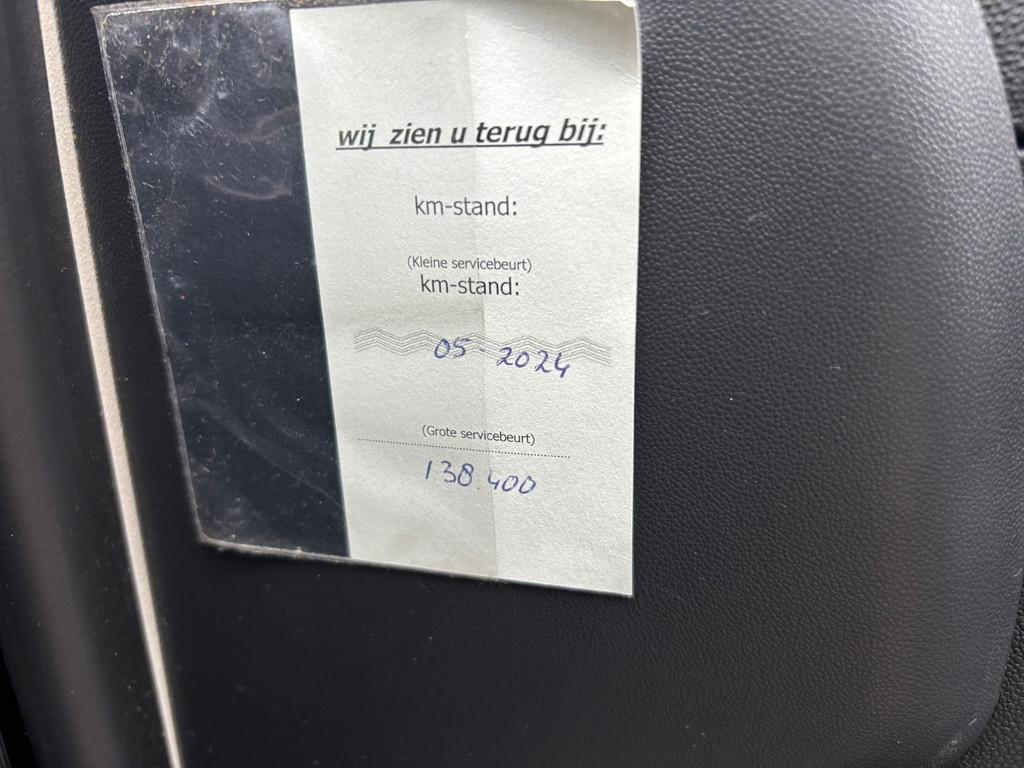 wij zien u terug bij:
km-stand:
(Kleine servicebeurt)
km-stand:
05-2024
(Grote servicebeurt)
138.400